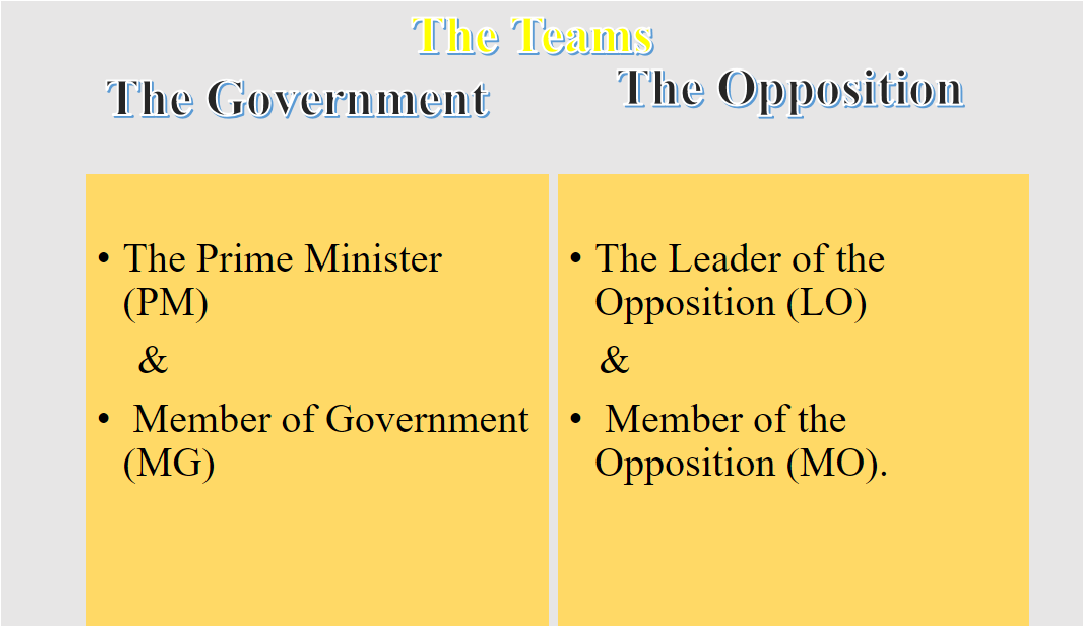 The Teams
The Government
The Opposition
• The Prime Minister
(PM)
&
• Member of Government
(MG)
• The Leader of the
Opposition (LO)
&
• Member of the
Opposition (MO).